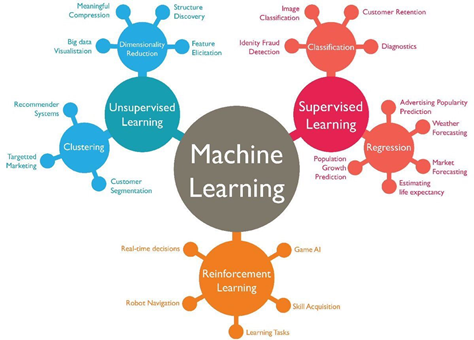 Meaningful
Compression
Structure
Discovery
Big data
Visualistaion
Dimensionality
Reduction
Feature
Elicitation
Recommender
Systems
Unsupervised
Learning
Clustering
Targetted
Marketing
Customer
Segmentation
Machine
Learning
Image
Classification
Customer Retention
Idenity Fraud
Detection
Classification
Diagnostics
Supervised
Learning
Advertising Popularity
Prediction
Weather
Forecasting
Regression
Population
Growth
Prediction
Market
Forecasting
Estimating
life expectancy
Real-time decisions
Game AI
Reinforcement
Learning
Robot Navigation
Skill Acquisition
Learning Tasks